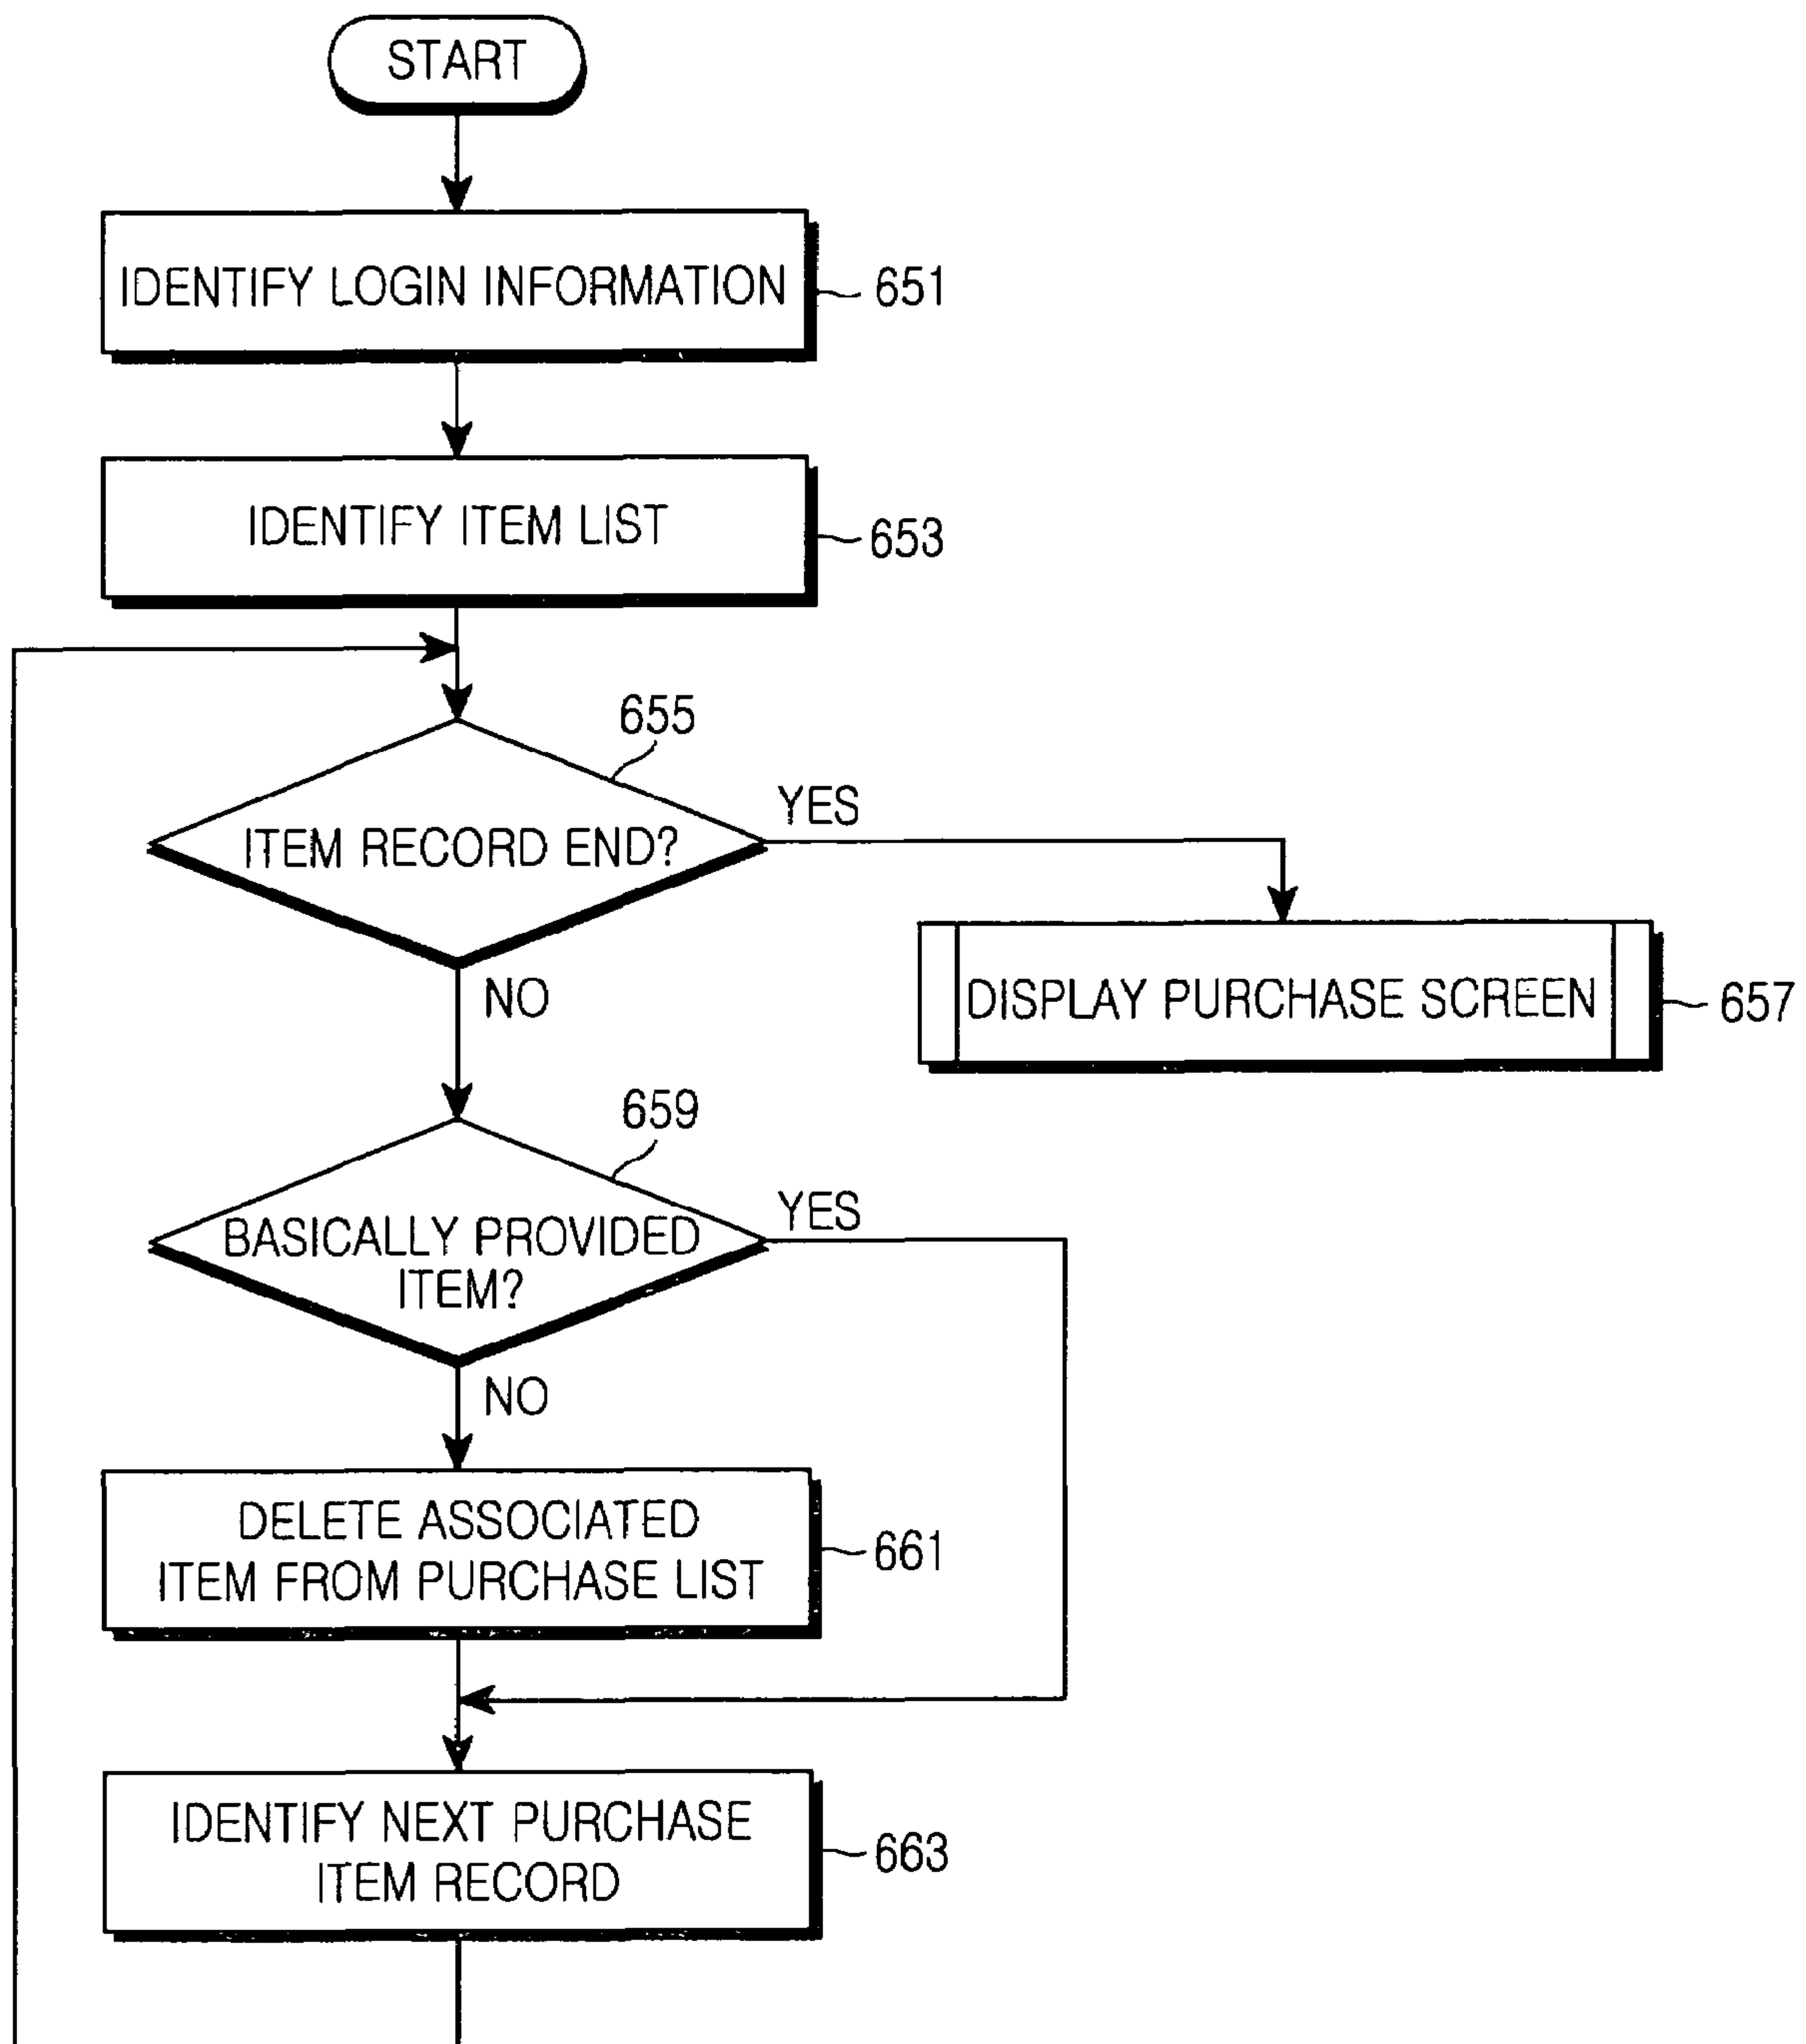 START
IDENTIFY LOGIN INFORMATION
651
IDENTIFY ITEM LIST
653
655
ITEM RECORD END?
YES
NO
DISPLAY PURCHASE SCREEN
657
659
BASICALLY PROVIDED
ITEM?
YES
NO
DELETE ASSOCIATED
ITEM FROM PURCHASE LIST
661
IDENTIFY NEXT PURCHASE
ITEM RECORD
663